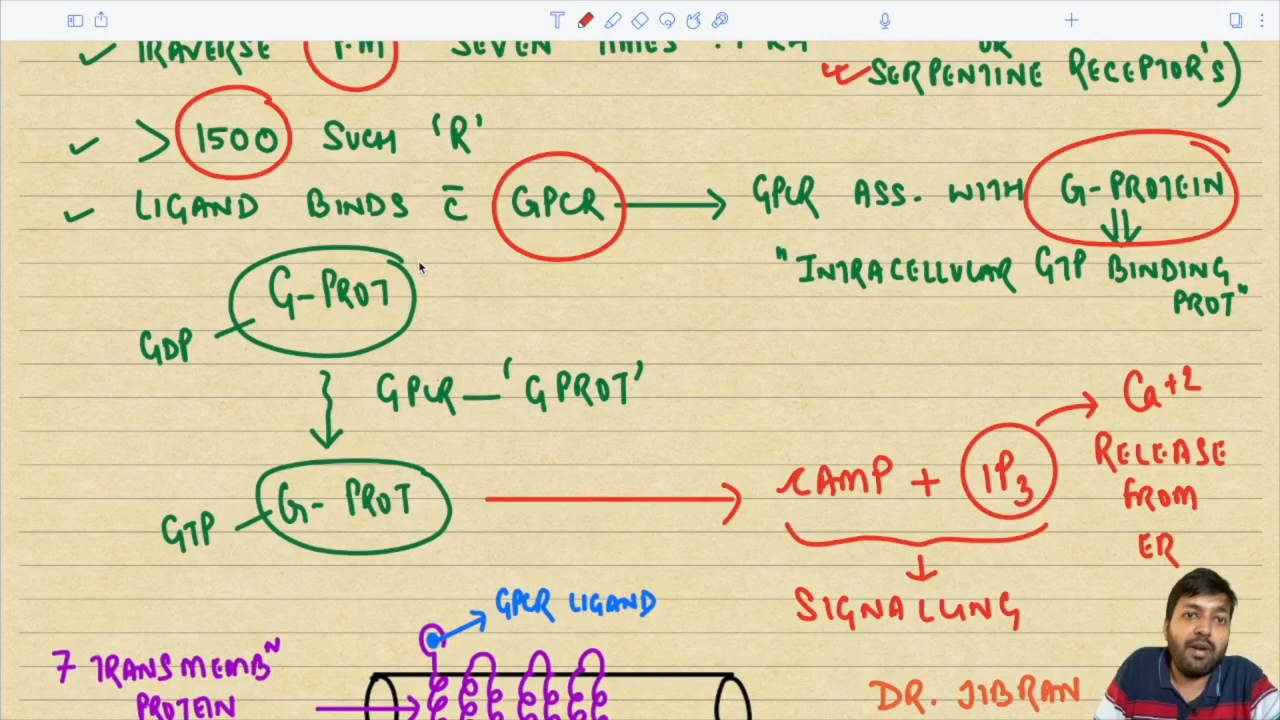 ✓ TRAVERSE P.M SEVEN TIMES
✓ SERPENTINE RECEPTOR'S)
✓ > 1500 SUCH 'R'
✓ LIGAND BINDS c̄ GPCR → GPCR ASS. WITH G-PROTEIN
"INTRACELLULAR GTP BINDING
PROT"
G-PROT
GDP
GPCR — 'GPROT'
Ca+2
RELEASE
FROM
ER
G- PROT
GTP
cAMP + IP3
SIGNALLING
GPCR LIGAND
7 TRANSMEMBᴺ
PROTEIN
DR. JIBRAN